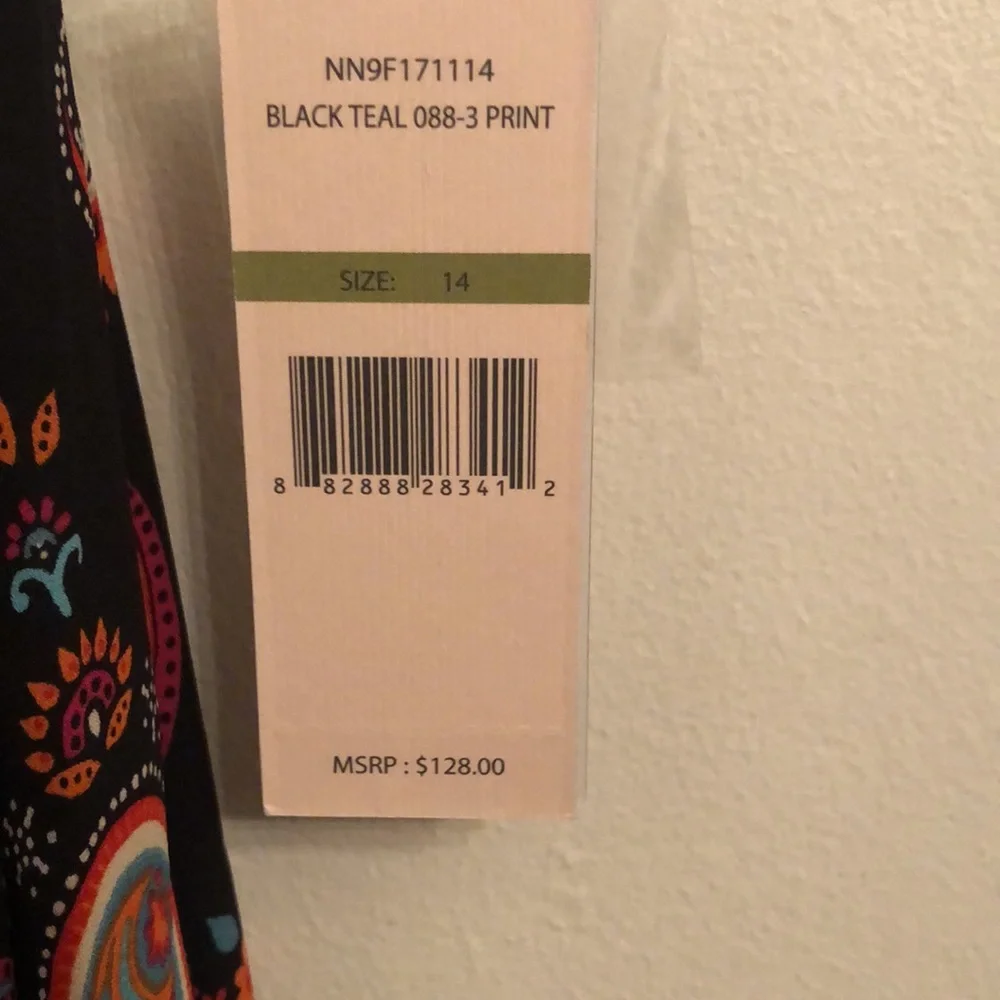 NN9F171114
BLACK TEAL 088-3 PRINT
SIZE: 14
8 82888 28341 2
MSRP : $128.00